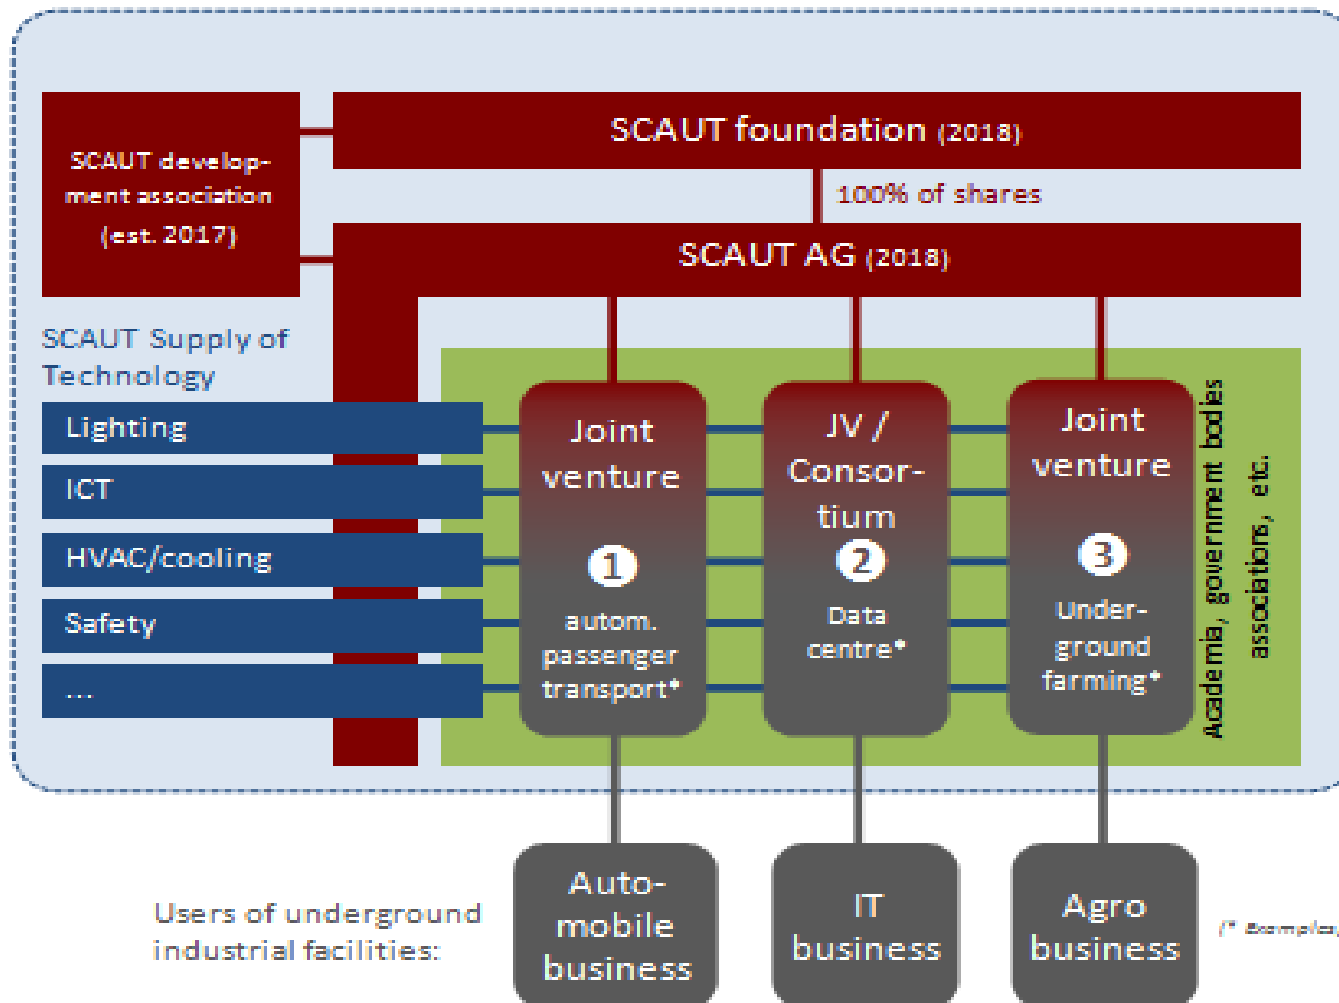 SCAUT foundation (2018)
SCAUT develop-
ment association
(est. 2017)
100% of shares
SCAUT AG (2018)
SCAUT Supply of
Technology
Lighting
ICT
HVAC/cooling
Safety
...
Joint
venture
1
autom.
passenger
transport*
JV /
Consor-
tium
2
Data
centre*
Joint
venture
3
Under-
ground
farming*
Academia, government bodies
associations, etc.
Users of underground
industrial facilities:
Auto-
mobile
business
IT
business
Agro
business
(* Examples)